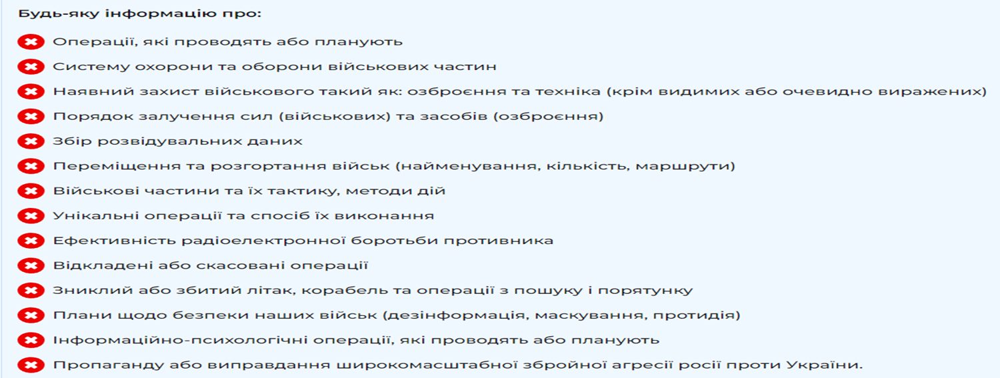 Будь-яку інформацію про:
Операції, які проводять або планують
Систему охорони та оборони військових частин
Наявний захист військового такий як: озброєння та техніка (крім видимих або очевидно виражених)
Порядок залучення сил (військових) та засобів (озброєння)
Збір розвідувальних даних
Переміщення та розгортання військ (найменування, кількість, маршрути)
Військові частини та їх тактику, методи дій
Унікальні операції та спосіб їх виконання
Ефективність радіоелектронної боротьби противника
Відкладені або скасовані операції
Зниклий або збитий літак, корабель та операції з пошуку і порятунку
Плани щодо безпеки наших військ (дезінформація, маскування, протидія)
Інформаційно-психологічні операції, які проводять або планують
Пропаганду або виправдання широкомасштабної збройної агресії росії проти України.